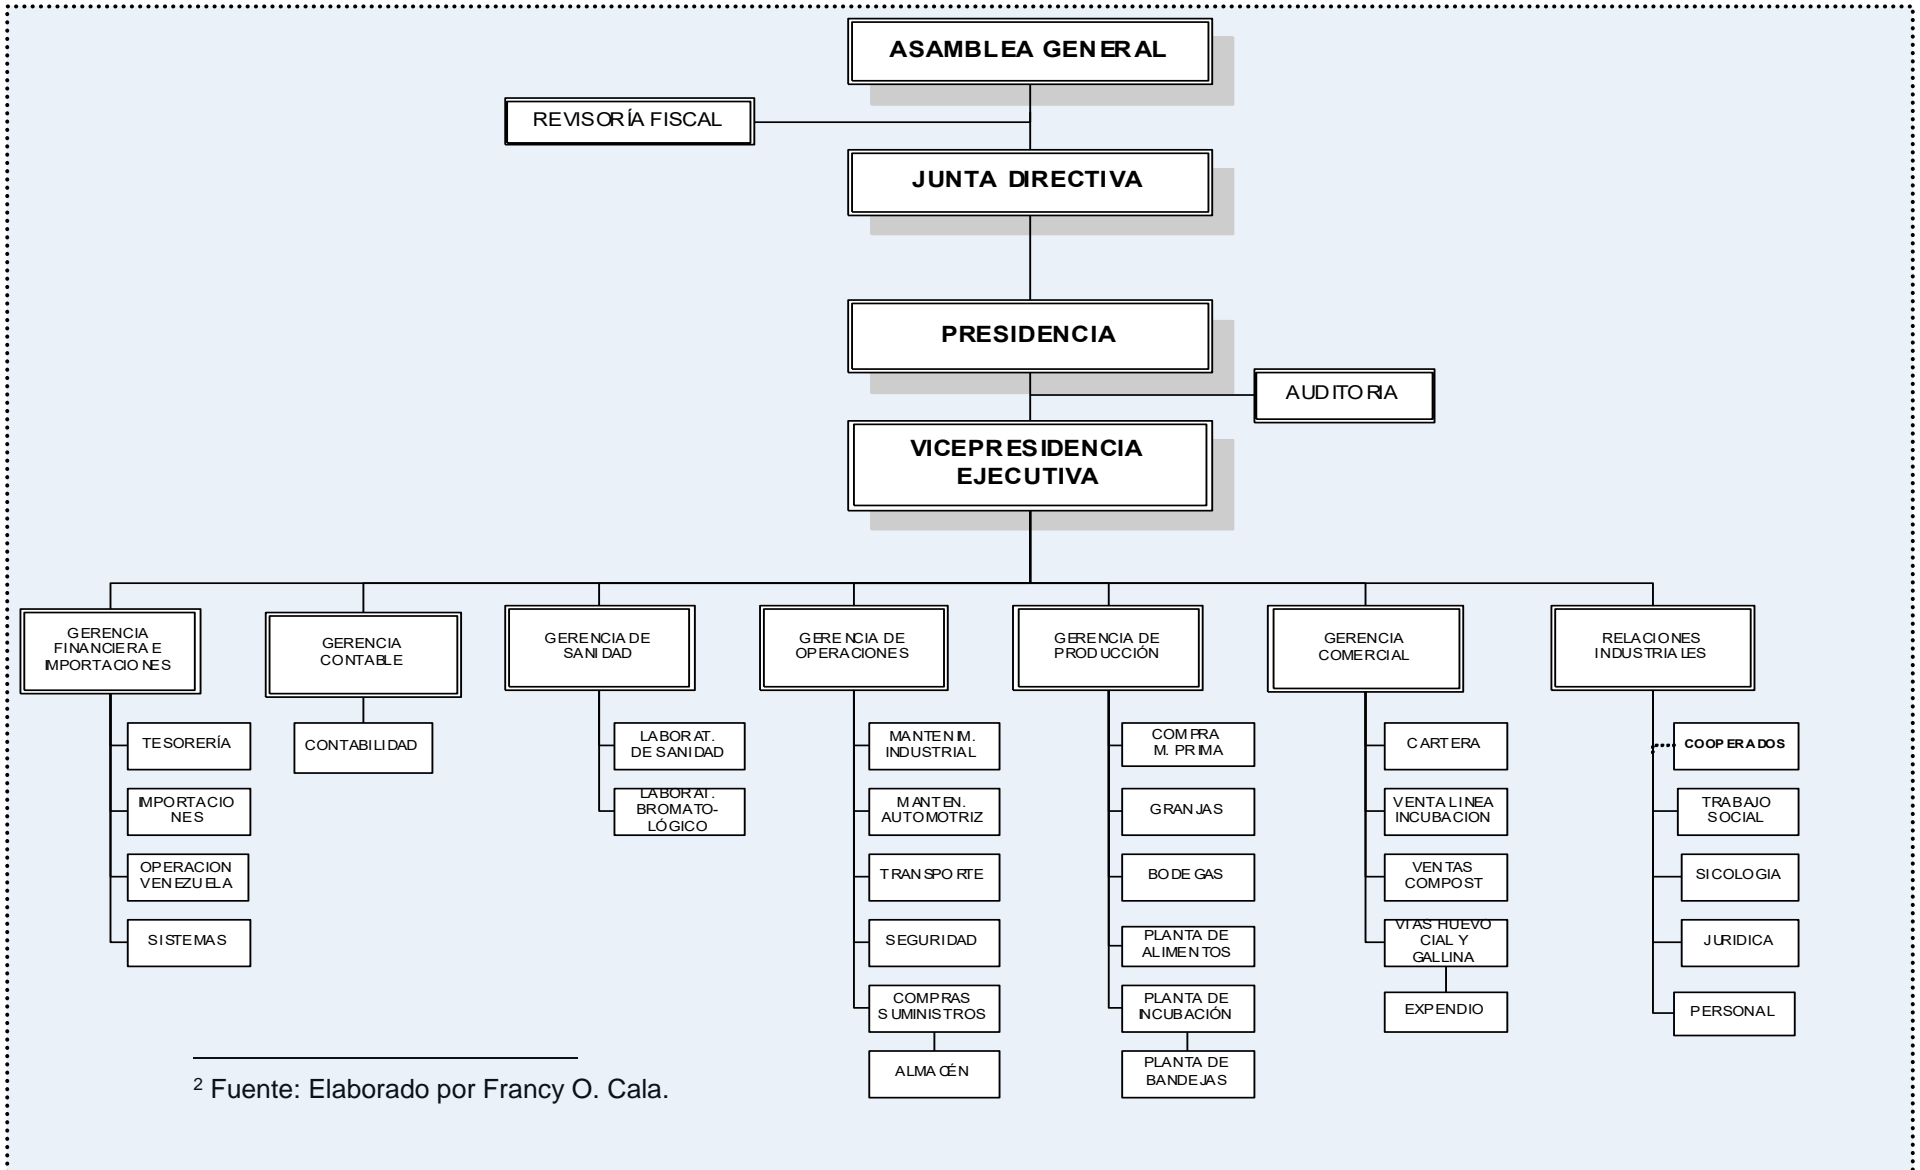 ASAMBLEA GENERAL
REVISORÍA FISCAL
JUNTA DIRECTIVA
PRESIDENCIA
AUDITORIA
VICEPRESIDENCIA
EJECUTIVA
GERENCIA
FINANCIERA E
IMPORTACIONES
TESORERÍA
IMPORTACIO
NES
OPERACION
VENEZUELA
SISTEMAS
GERENCIA
CONTABLE
CONTABILIDAD
GERENCIA DE
SANIDAD
LABORAT.
DE SANIDAD
LABORAT.
BROMATO-
LÓGICO
GERENCIA DE
OPERACIONES
MANTENIM.
INDUSTRIAL
MANTEN.
AUTOMOTRIZ
TRANSPORTE
SEGURIDAD
COMPRAS
SUMINISTROS
ALMACÉN
GERENCIA DE
PRODUCCIÓN
COMPRA
M. PRIMA
GRANJAS
BODEGAS
PLANTA DE
ALIMENTOS
PLANTA DE
INCUBACIÓN
PLANTA DE
BANDEJAS
GERENCIA
COMERCIAL
CARTERA
VENTA LINEA
INCUBACION
VENTAS
COMPOST
VTAS HUEVO
CIAL Y
GALLINA
EXPENDIO
RELACIONES
INDUSTRIALES
COOPERADOS
TRABAJO
SOCIAL
SICOLOGIA
JURIDICA
PERSONAL
² Fuente: Elaborado por Francy O. Cala.